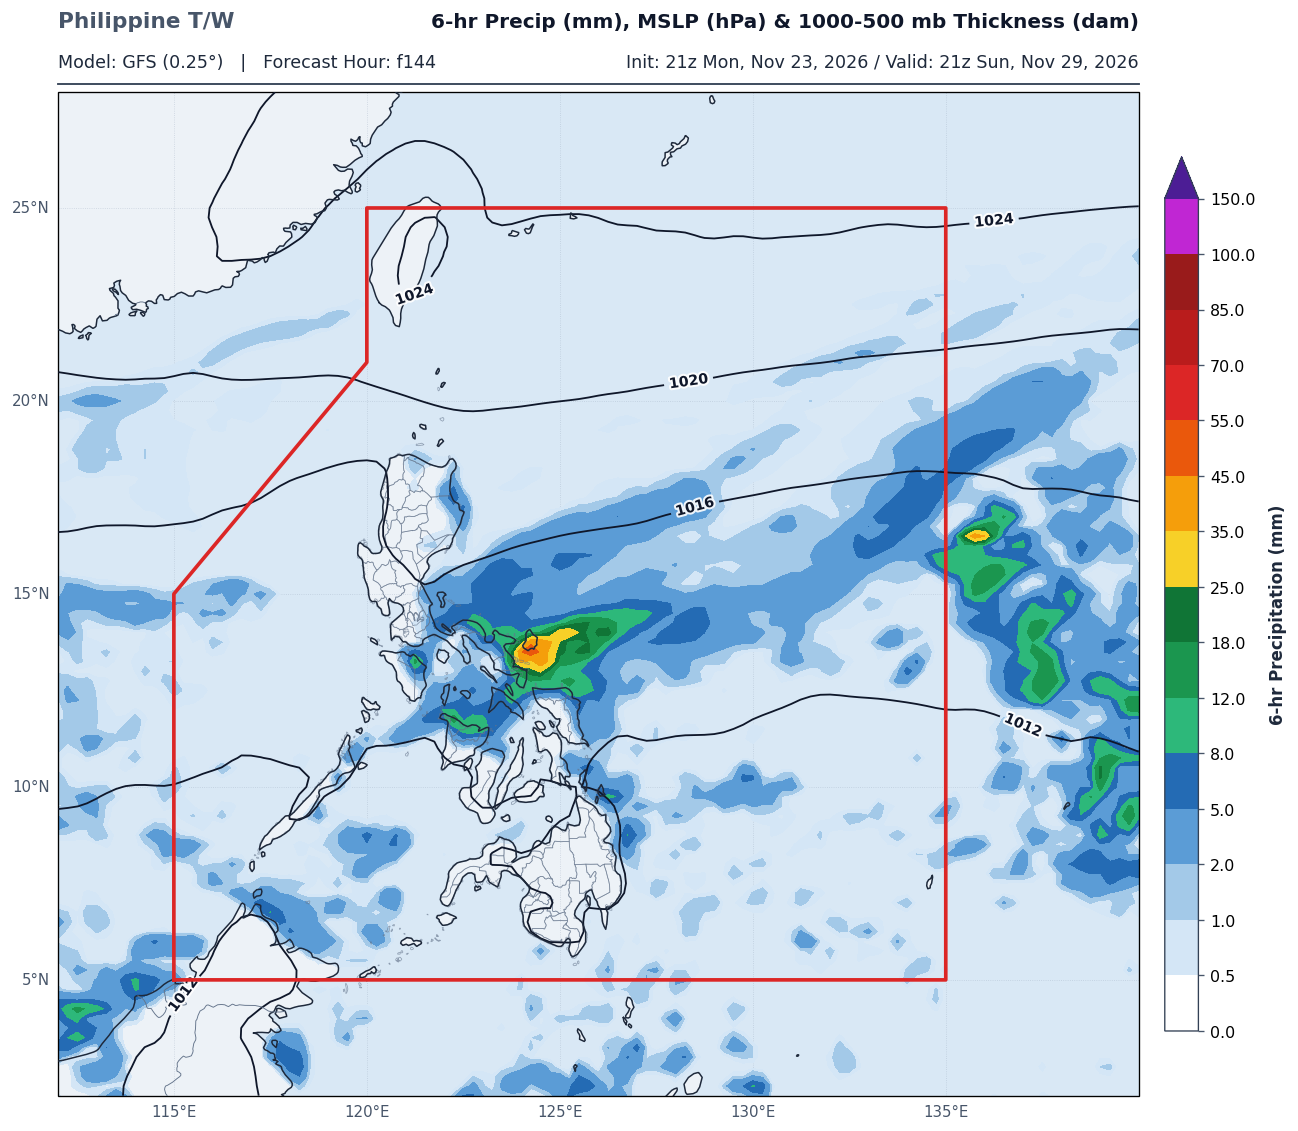 Philippine T/W
6-hr Precip (mm), MSLP (hPa) & 1000-500 mb Thickness (dam)
Model: GFS (0.25°) | Forecast Hour: f144
Init: 21z Mon, Nov 23, 2026 / Valid: 21z Sun, Nov 29, 2026
25°N
20°N
15°N
10°N
5°N
1024
1024
1020
1016
1012
1012
115°E
120°E
125°E
130°E
135°E
150.0
100.0
85.0
70.0
55.0
45.0
35.0
25.0
18.0
12.0
8.0
5.0
2.0
1.0
0.5
0.0
6-hr Precipitation (mm)